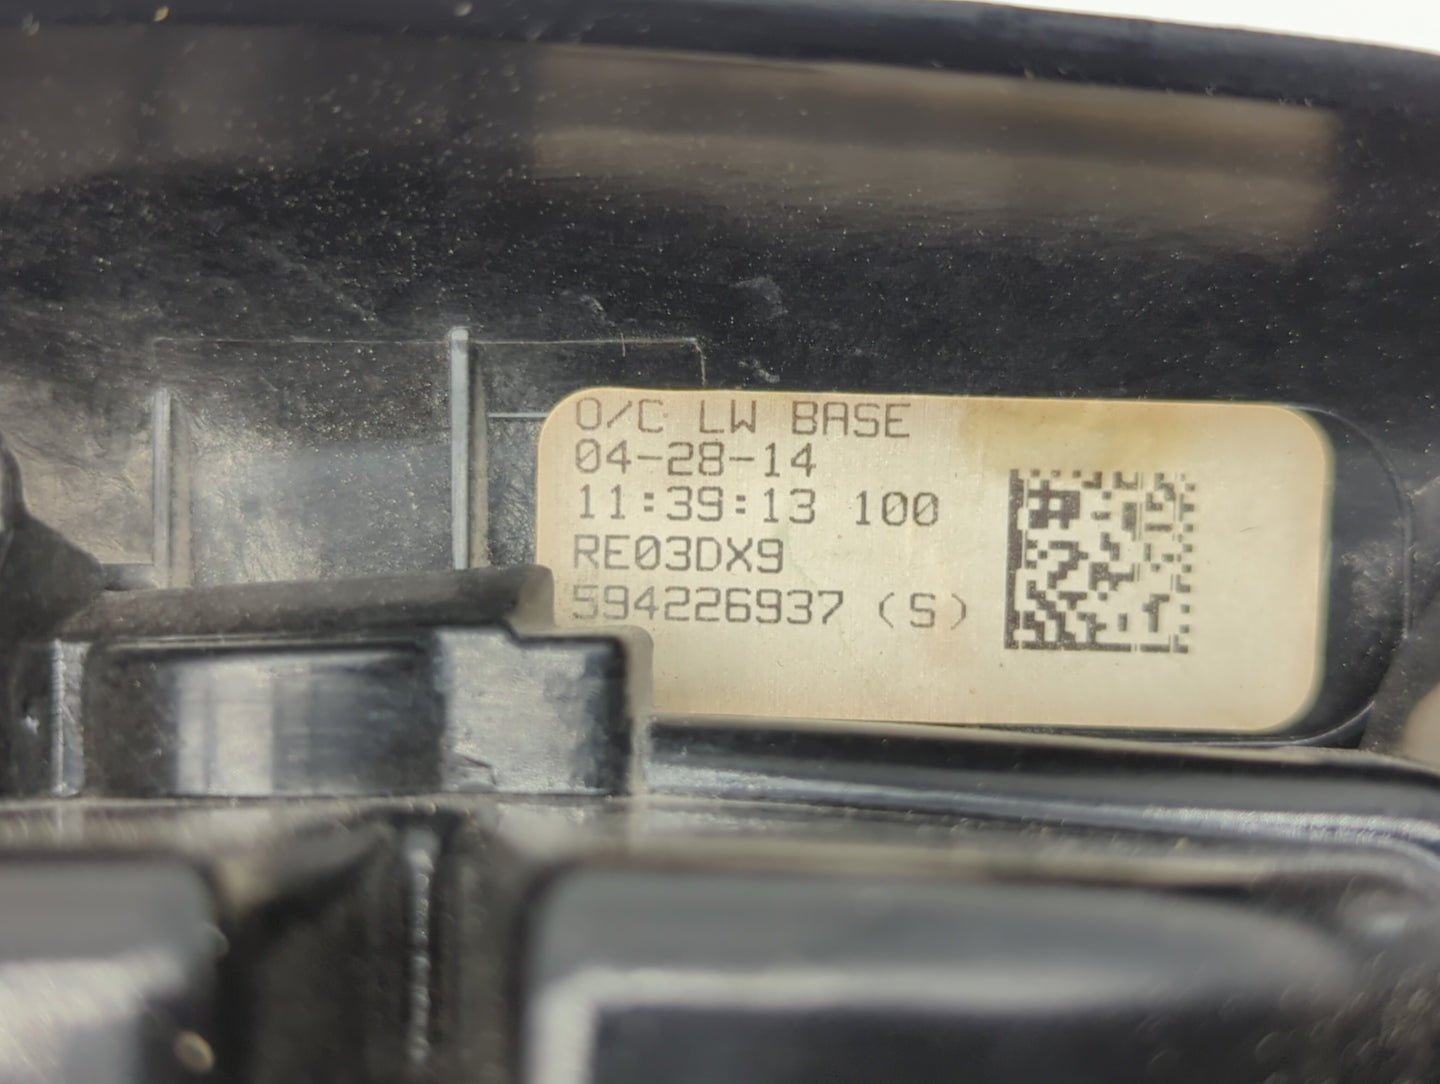 O/C LW BASE
04-28-14
11:39:13 100
RE03DX9
594226937 (S)